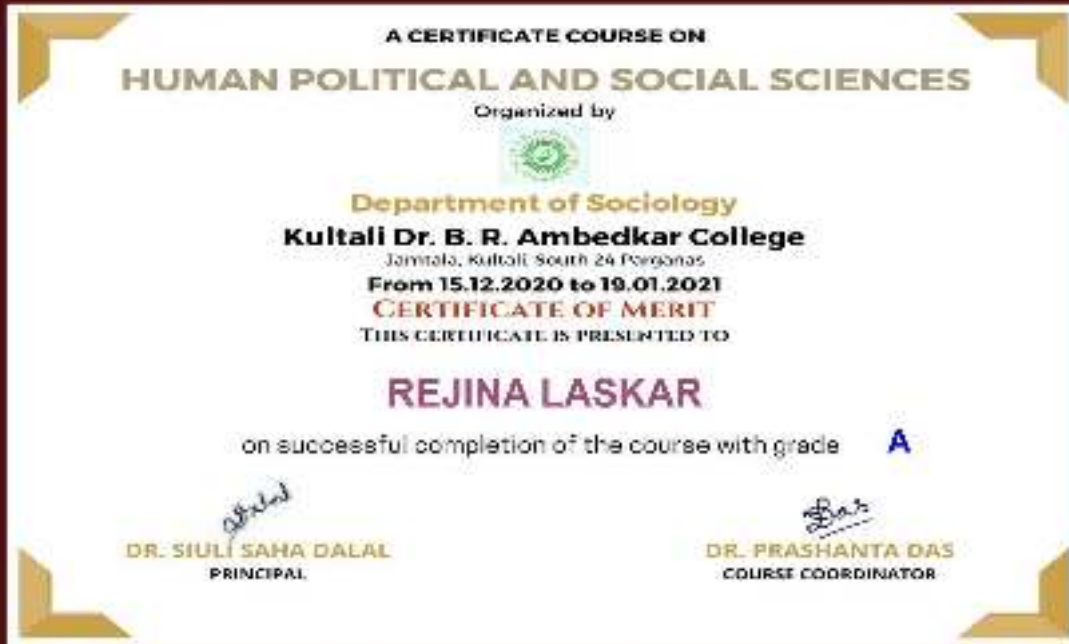 A CERTIFICATE COURSE ON
HUMAN POLITICAL AND SOCIAL SCIENCES
Organized by
Department of Sociology
Kultali Dr. B. R. Ambedkar College
Jamtala, Kultali South 24 Parganas
From 15.12.2020 to 19.01.2021
CERTIFICATE OF MERIT
THIS CERTIFICATE IS PRESENTED TO
REJINA LASKAR
on successful completion of the course with grade A
DR. SIULI SAHA DALAL
PRINCIPAL
Das
DR. PRASHANTA DAS
COURSE COORDINATOR